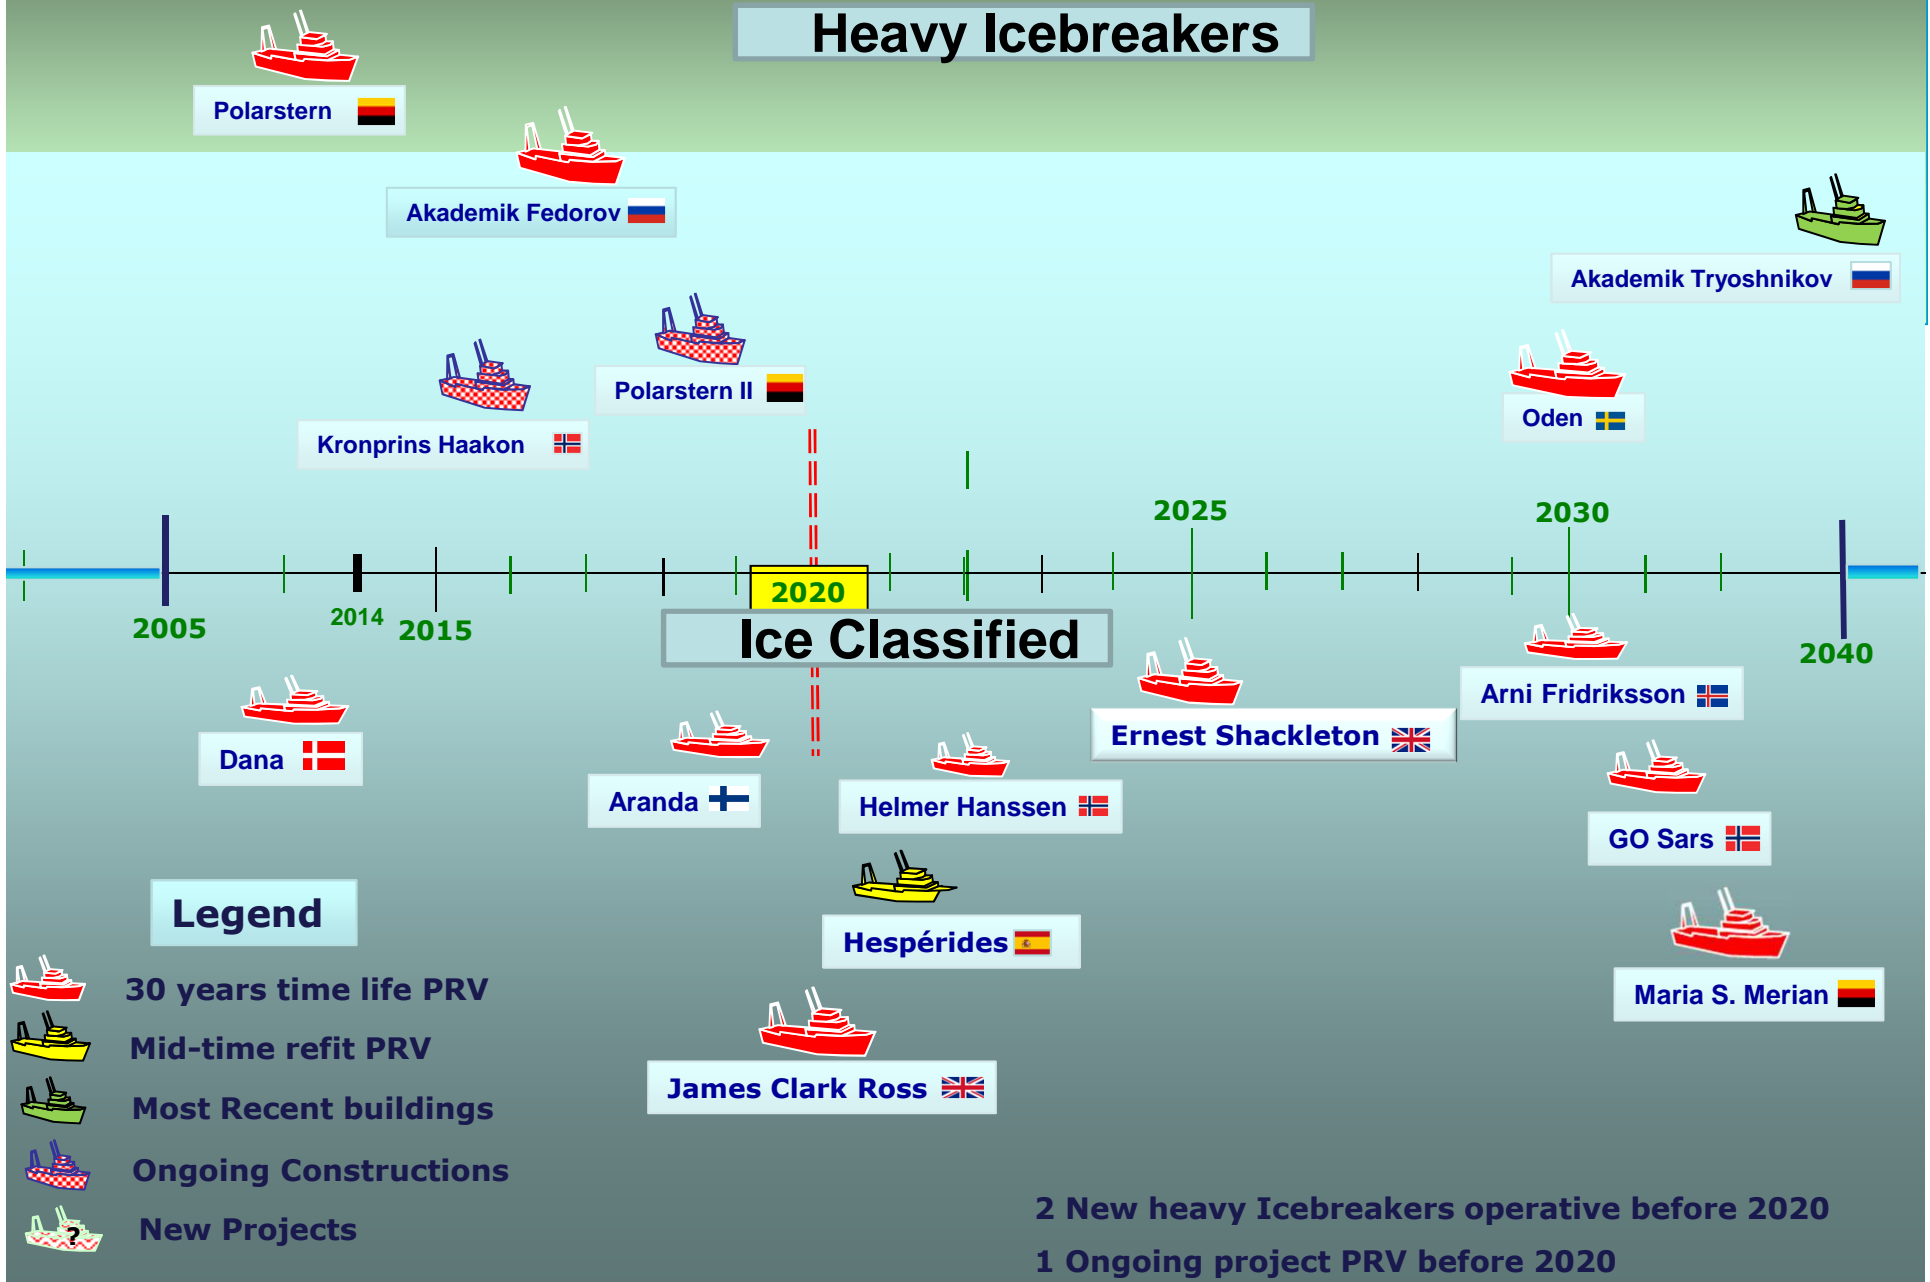 Heavy Icebreakers
Polarstern
Akademik Fedorov
Akademik Tryoshnikov
Polarstern II
Oden
Kronprins Haakon
2025
2030
2020
2005
2014
2015
2040
Ice Classified
Arni Fridriksson
Ernest Shackleton
Dana
Aranda
Helmer Hanssen
GO Sars
Legend
Hespérides
30 years time life PRV
Maria S. Merian
Mid-time refit PRV
James Clark Ross
Most Recent buildings
Ongoing Constructions
2 New heavy Icebreakers operative before 2020
?
New Projects
1 Ongoing project PRV before 2020